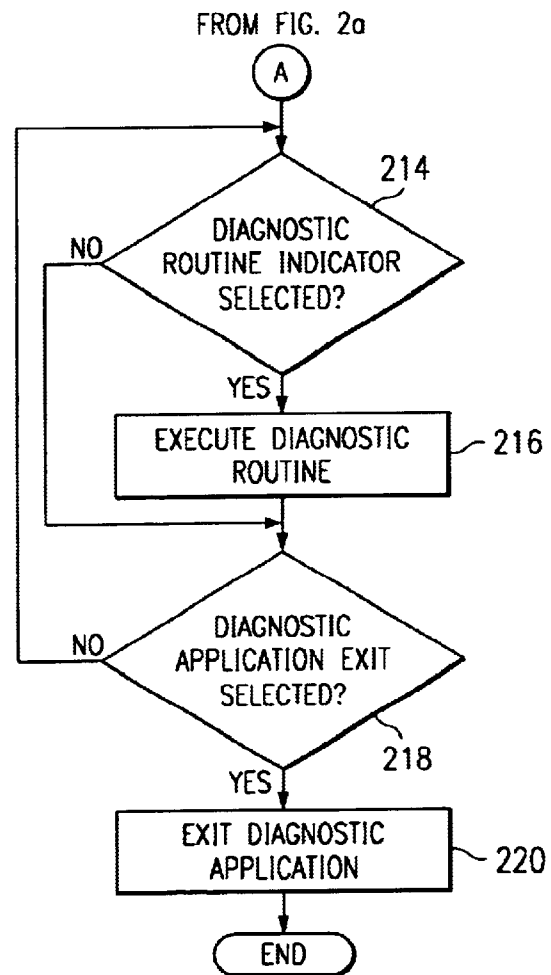 FROM FIG. 2a
A
214
DIAGNOSTIC
ROUTINE INDICATOR
SELECTED?
NO
YES
EXECUTE DIAGNOSTIC
ROUTINE
216
DIAGNOSTIC
APPLICATION EXIT
SELECTED?
NO
218
YES
EXIT DIAGNOSTIC
APPLICATION
220
END